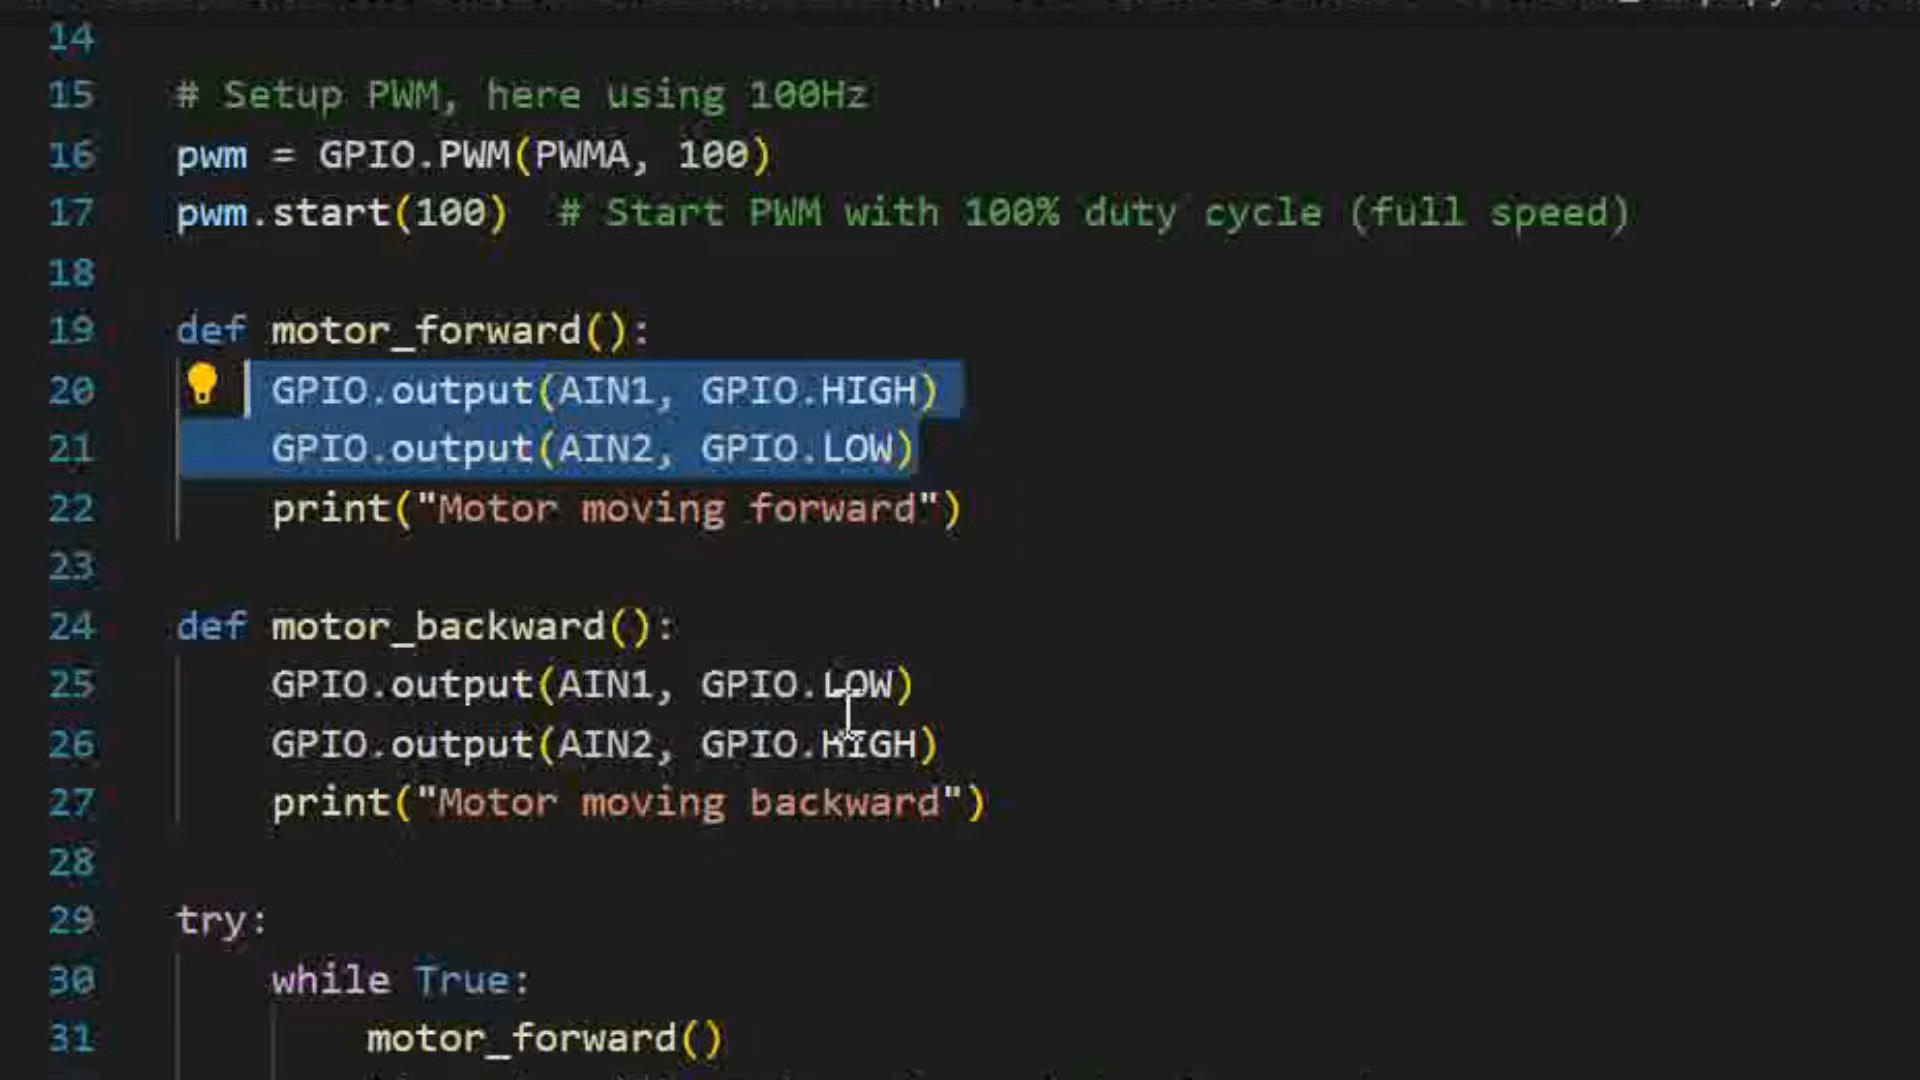 14
15 # Setup PWM, here using 100Hz
16 pwm = GPIO.PWM(PWMA, 100)
17 pwm.start(100)  # Start PWM with 100% duty cycle (full speed)
18
19 def motor_forward():
20     GPIO.output(AIN1, GPIO.HIGH)
21     GPIO.output(AIN2, GPIO.LOW)
22     print("Motor moving forward")
23
24 def motor_backward():
25     GPIO.output(AIN1, GPIO.LOW)
26     GPIO.output(AIN2, GPIO.HIGH)
27     print("Motor moving backward")
28
29 try:
30     while True:
31         motor_forward()